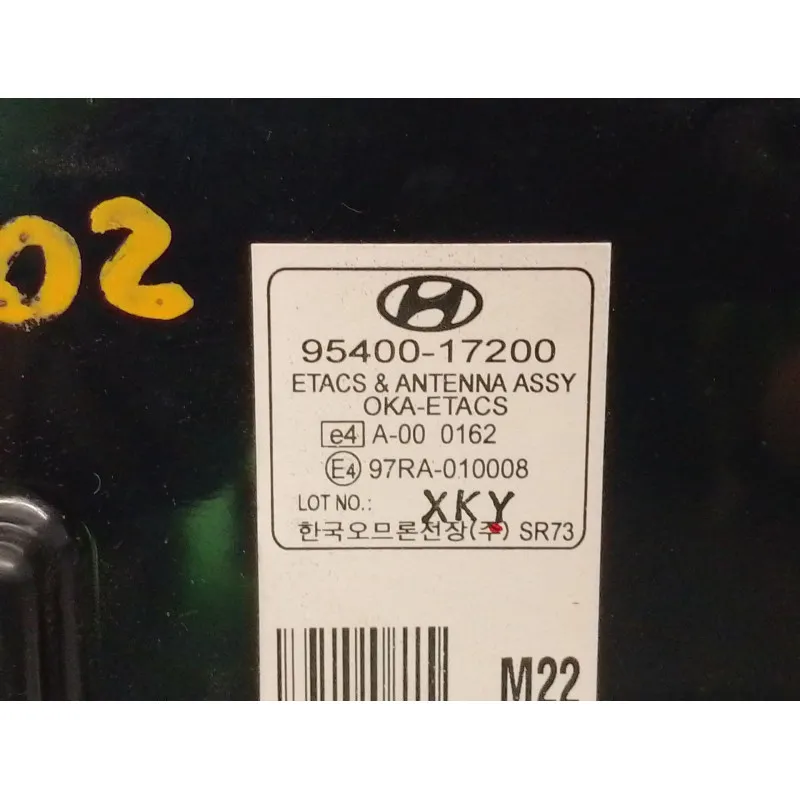 02
95400-17200
ETACS & ANTENNA ASSY
OKA-ETACS
e4 A-00 0162
E4 97RA-010008
LOT NO.: XKY
한국오므론전장(주) SR73
M22